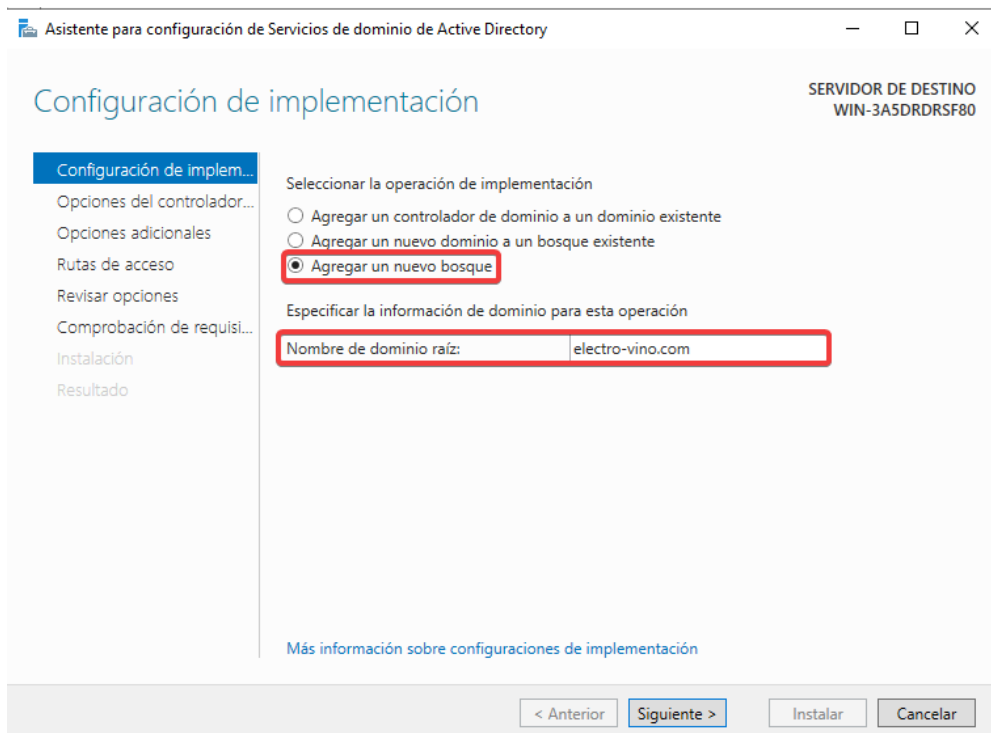 Asistente para configuración de Servicios de dominio de Active Directory
Configuración de implementación
SERVIDOR DE DESTINO
WIN-3A5DRDRSF80
Configuración de implem...
Opciones del controlador...
Opciones adicionales
Rutas de acceso
Revisar opciones
Comprobación de requisi...
Instalación
Resultado
Seleccionar la operación de implementación
Agregar un controlador de dominio a un dominio existente
Agregar un nuevo dominio a un bosque existente
Agregar un nuevo bosque
Especificar la información de dominio para esta operación
Nombre de dominio raíz: electro-vino.com
Más información sobre configuraciones de implementación
< Anterior Siguiente > Instalar Cancelar